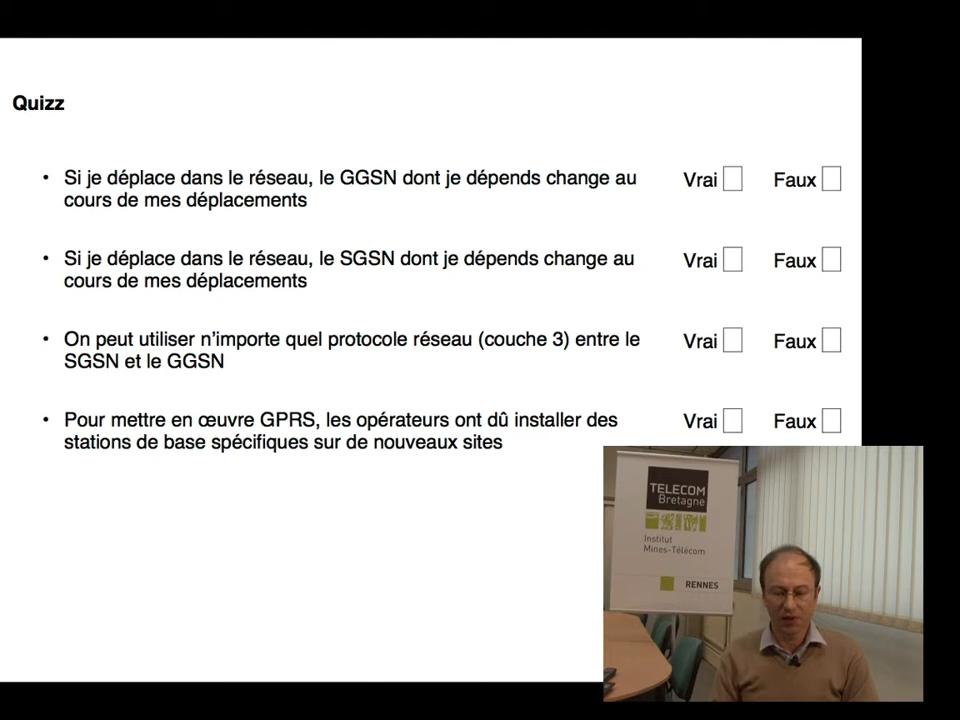 Quizz
• Si je déplace dans le réseau, le GGSN dont je dépends change au
cours de mes déplacements
Vrai Faux
• Si je déplace dans le réseau, le SGSN dont je dépends change au
cours de mes déplacements
Vrai Faux
• On peut utiliser n'importe quel protocole réseau (couche 3) entre le
SGSN et le GGSN
Vrai Faux
• Pour mettre en œuvre GPRS, les opérateurs ont dû installer des
stations de base spécifiques sur de nouveaux sites
Vrai Faux
TELECOM
Bretagne
Institut
Mines-Télécom
RENNES